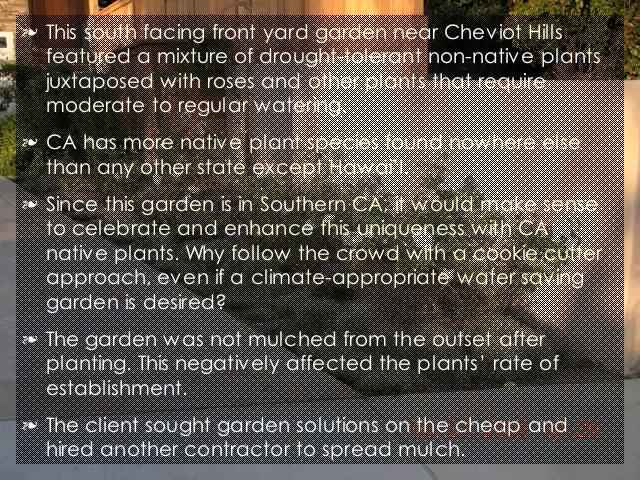 ❧ This south facing front yard garden near Cheviot Hills
featured a mixture of drought tolerant non-native plants
juxtaposed with roses and other plants that require
moderate to regular watering.
❧ CA has more native plant species found nowhere else
than any other state except Hawai'i.
❧ Since this garden is in Southern CA, it would make sense
to celebrate and enhance this uniqueness with CA
native plants. Why follow the crowd with a cookie cutter
approach, even if a climate-appropriate water saving
garden is desired?
❧ The garden was not mulched from the outset after
planting. This negatively affected the plants’ rate of
establishment.
❧ The client sought garden solutions on the cheap and
hired another contractor to spread mulch.